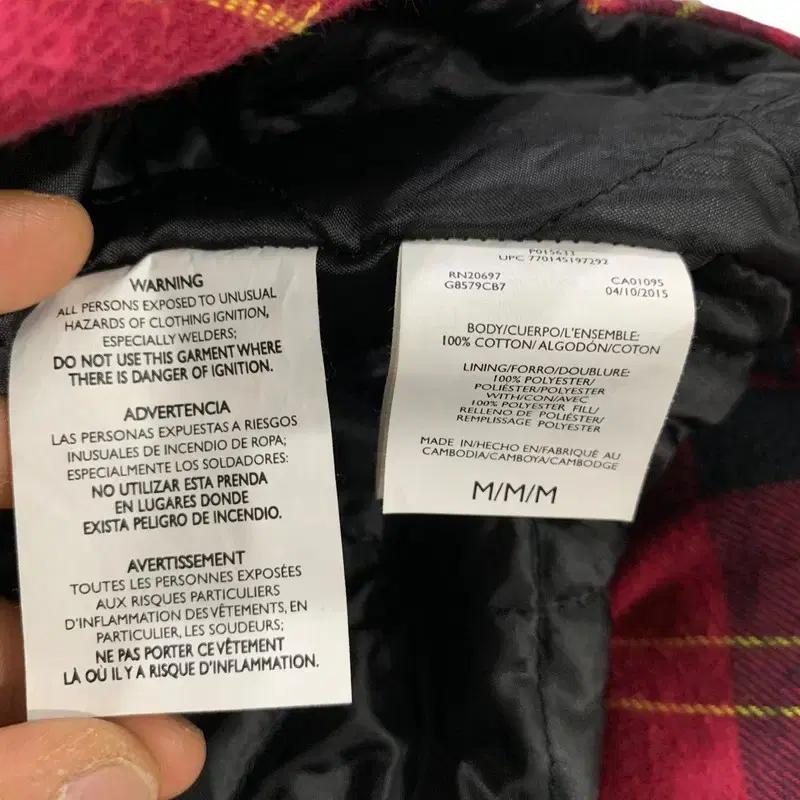 WARNING
ALL PERSONS EXPOSED TO UNUSUAL
HAZARDS OF CLOTHING IGNITION,
ESPECIALLY WELDERS;
DO NOT USE THIS GARMENT WHERE
THERE IS DANGER OF IGNITION.
ADVERTENCIA
LAS PERSONAS EXPUESTAS A RIESGOS
INUSUALES DE INCENDIO DE ROPA;
ESPECIALMENTE LOS SOLDADORES:
NO UTILIZAR ESTA PRENDA
EN LUGARES DONDE
EXISTA PELIGRO DE INCENDIO.
AVERTISSEMENT
TOUTES LES PERSONNES EXPOSÉES
AUX RISQUES PARTICULIERS
D'INFLAMMATION DES VÊTEMENTS, EN
PARTICULIER, LES SOUDEURS;
NE PAS PORTER CE VÊTEMENT
LÀ OÙ IL Y A RISQUE D'INFLAMMATION.
UPC 770145197292
RN20697 CA01095
G8579CB7 04/10/2015
BODY/CUERPO/L'ENSEMBLE:
100% COTTON/ ALGODÓN/COTON
LINING/FORRO/DOUBLURE:
100% POLYESTER/
POLIÉSTER/POLYESTER
WITH/CON/AVEC
100% POLYESTER FILL/
RELLENO DE POLIÉSTER/
REMPLISSAGE POLYESTER
MADE IN/HECHO EN/FABRIQUÉ AU
CAMBODIA/CAMBOYA/CAMBODGE
M/M/M